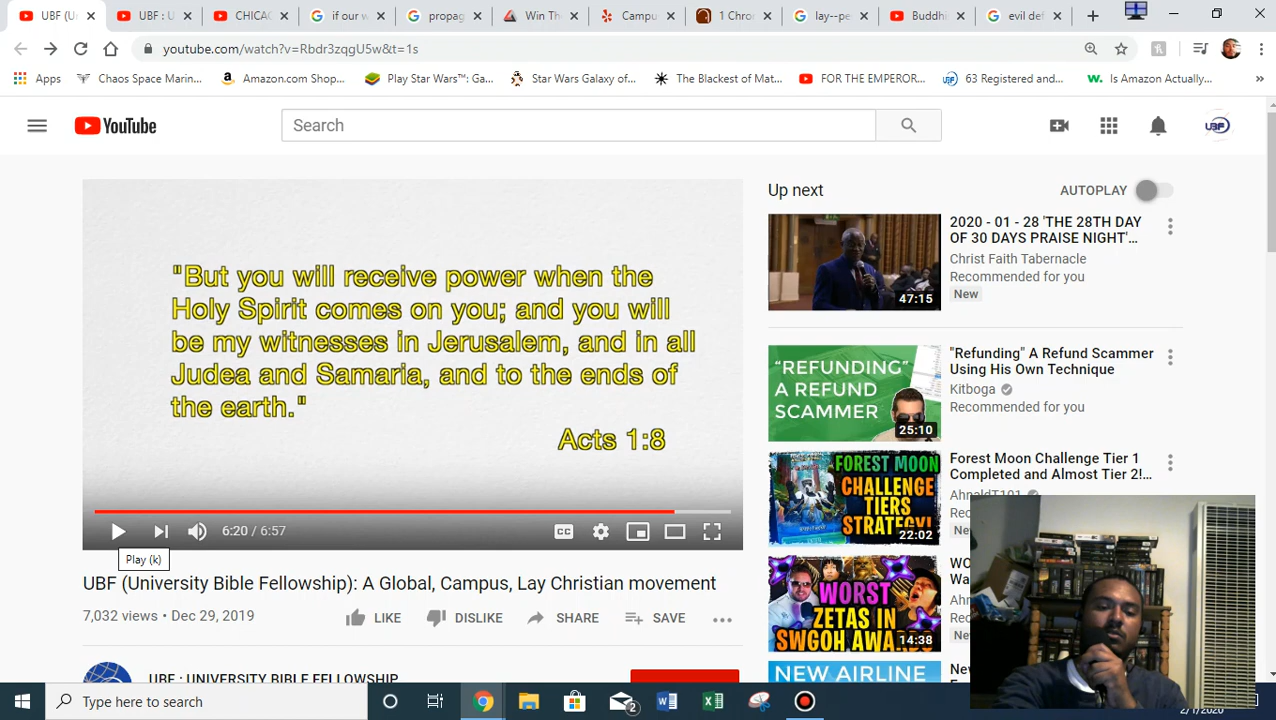 UBF (U
UBF : U
CHICAG
if our w
propag
Win The
Campu
1 Chro
lay--pe
Buddhi
evil def
youtube.com/watch?v=Rbdr3zqgU5w&t=1s
Apps
Chaos Space Marin...
Amazon.com Shop...
Play Star Wars™: Ga...
Star Wars Galaxy of...
The Blackest of Mat...
FOR THE EMPEROR...
63 Registered and...
Is Amazon Actually...
YouTube
Search
UBF
"But you will receive power when the
Holy Spirit comes on you; and you will
be my witnesses in Jerusalem, and in all
Judea and Samaria, and to the ends of
the earth."
Acts 1:8
6:20 / 6:57
CC
Play (k)
UBF (University Bible Fellowship): A Global, Campus, Lay Christian movement
7,032 views • Dec 29, 2019
LIKE
DISLIKE
SHARE
SAVE
UBF : UNIVERSITY BIBLE FELLOWSHIP
Up next
AUTOPLAY
47:15
2020 - 01 - 28 'THE 28TH DAY
OF 30 DAYS PRAISE NIGHT'...
Christ Faith Tabernacle
Recommended for you
New
"REFUNDING"
A REFUND
SCAMMER
25:10
"Refunding" A Refund Scammer
Using His Own Technique
Kitboga
Recommended for you
FOREST MOON
CHALLENGE
TIERS
STRATEGY!
22:02
Forest Moon Challenge Tier 1
Completed and Almost Tier 2!...
AhnaldT101
WORST
ZETAS IN
SWGOH AWARDS
14:38
NEW AIRLINE
Type here to search
2
2/1/2020